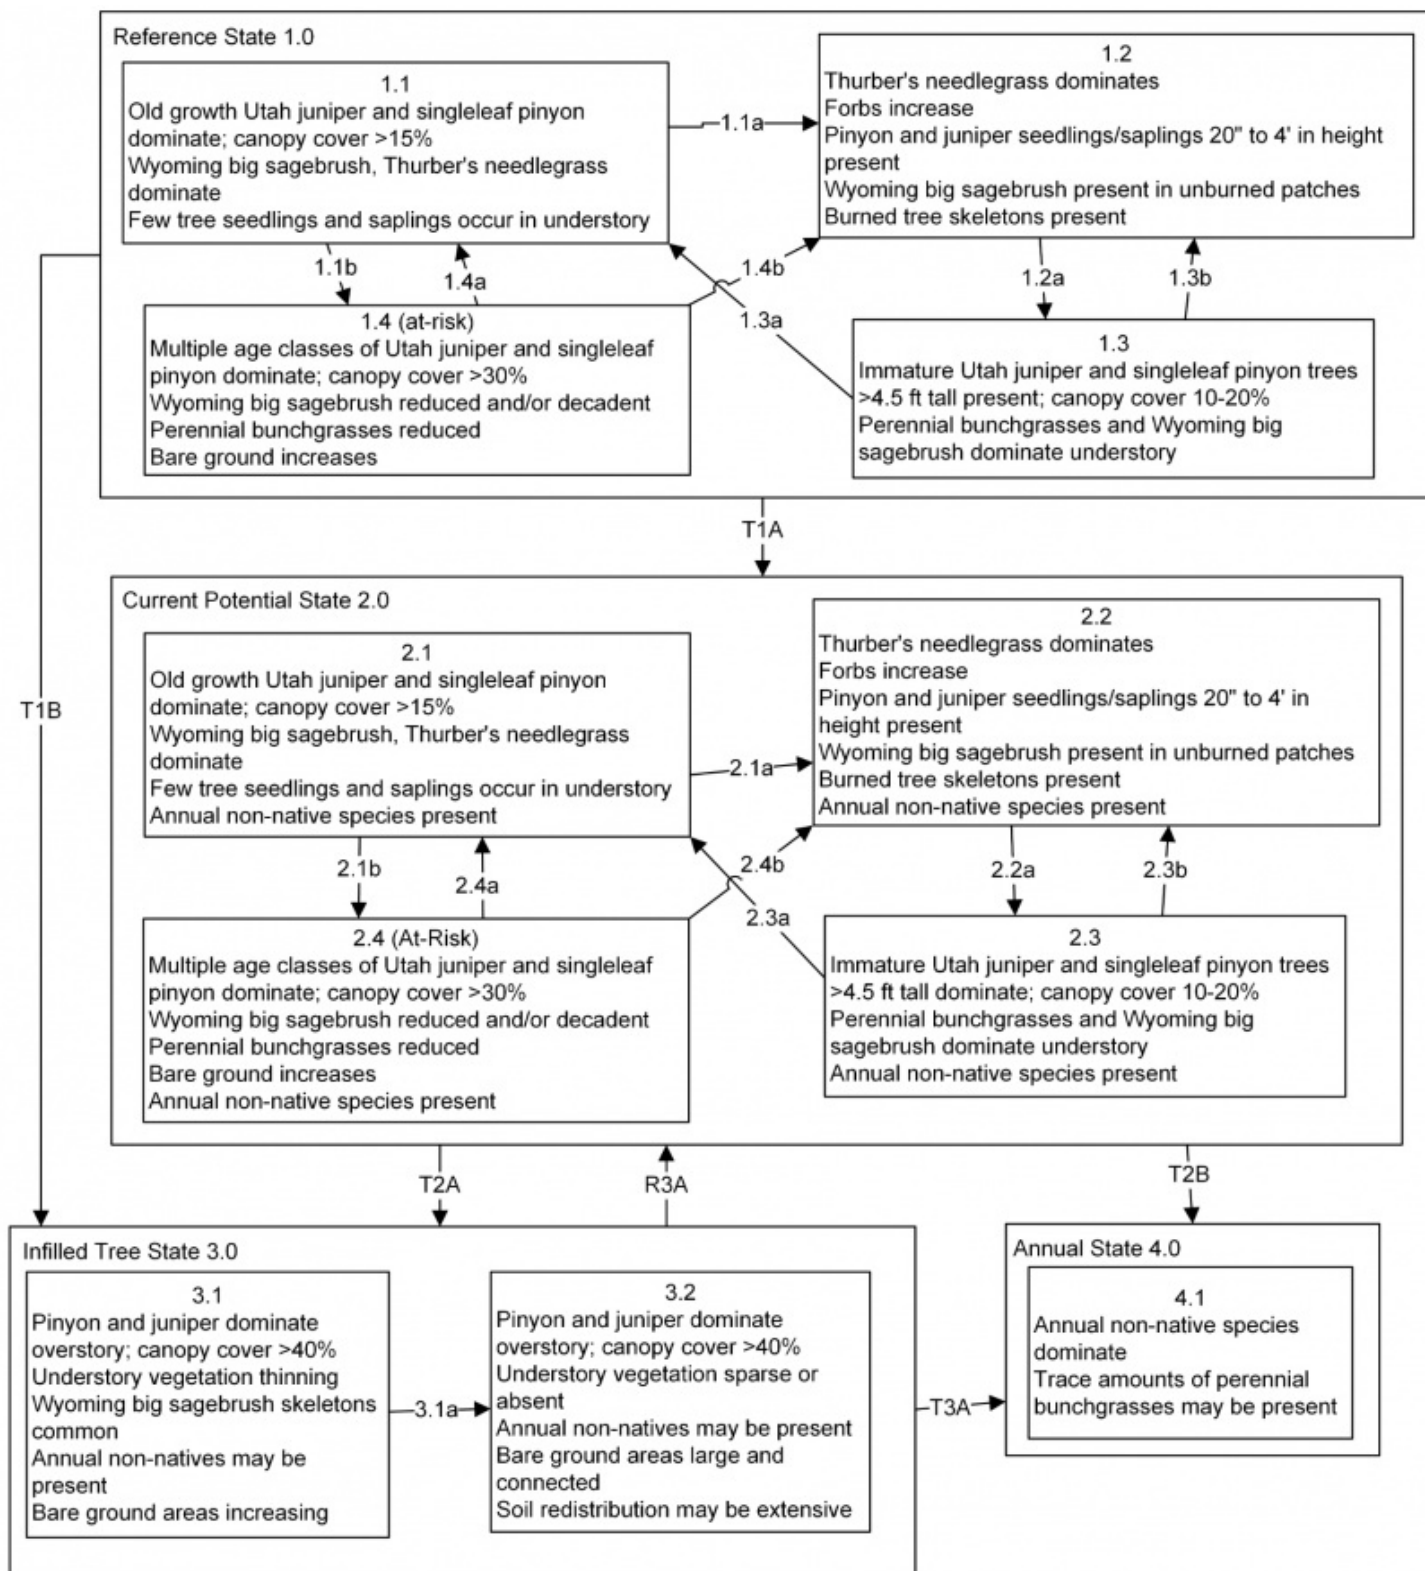 Reference State 1.0
1.1
Old growth Utah juniper and singleleaf pinyon
dominate; canopy cover >15%
Wyoming big sagebrush, Thurber's needlegrass
dominate
Few tree seedlings and saplings occur in understory
1.1a
1.2
Thurber's needlegrass dominates
Forbs increase
Pinyon and juniper seedlings/saplings 20" to 4' in height
present
Wyoming big sagebrush present in unburned patches
Burned tree skeletons present
1.1b
1.4a
1.4b
1.3a
1.2a
1.3b
1.4 (at-risk)
Multiple age classes of Utah juniper and singleleaf
pinyon dominate; canopy cover >30%
Wyoming big sagebrush reduced and/or decadent
Perennial bunchgrasses reduced
Bare ground increases
1.3
Immature Utah juniper and singleleaf pinyon trees
>4.5 ft tall present; canopy cover 10-20%
Perennial bunchgrasses and Wyoming big
sagebrush dominate understory
T1A
T1B
Current Potential State 2.0
2.1
Old growth Utah juniper and singleleaf pinyon
dominate; canopy cover >15%
Wyoming big sagebrush, Thurber's needlegrass
dominate
Few tree seedlings and saplings occur in understory
Annual non-native species present
2.1a
2.2
Thurber's needlegrass dominates
Forbs increase
Pinyon and juniper seedlings/saplings 20" to 4' in
height present
Wyoming big sagebrush present in unburned patches
Burned tree skeletons present
Annual non-native species present
2.1b
2.4a
2.4b
2.3a
2.2a
2.3b
2.4 (At-Risk)
Multiple age classes of Utah juniper and singleleaf
pinyon dominate; canopy cover >30%
Wyoming big sagebrush reduced and/or decadent
Perennial bunchgrasses reduced
Bare ground increases
Annual non-native species present
2.3
Immature Utah juniper and singleleaf pinyon trees
>4.5 ft tall dominate; canopy cover 10-20%
Perennial bunchgrasses and Wyoming big
sagebrush dominate understory
Annual non-native species present
T2A
R3A
T2B
Infilled Tree State 3.0
3.1
Pinyon and juniper dominate
overstory; canopy cover >40%
Understory vegetation thinning
Wyoming big sagebrush skeletons
common
Annual non-natives may be
present
Bare ground areas increasing
3.1a
3.2
Pinyon and juniper dominate
overstory; canopy cover >40%
Understory vegetation sparse or
absent
Annual non-natives may be present
Bare ground areas large and
connected
Soil redistribution may be extensive
T3A
Annual State 4.0
4.1
Annual non-native species
dominate
Trace amounts of perennial
bunchgrasses may be present